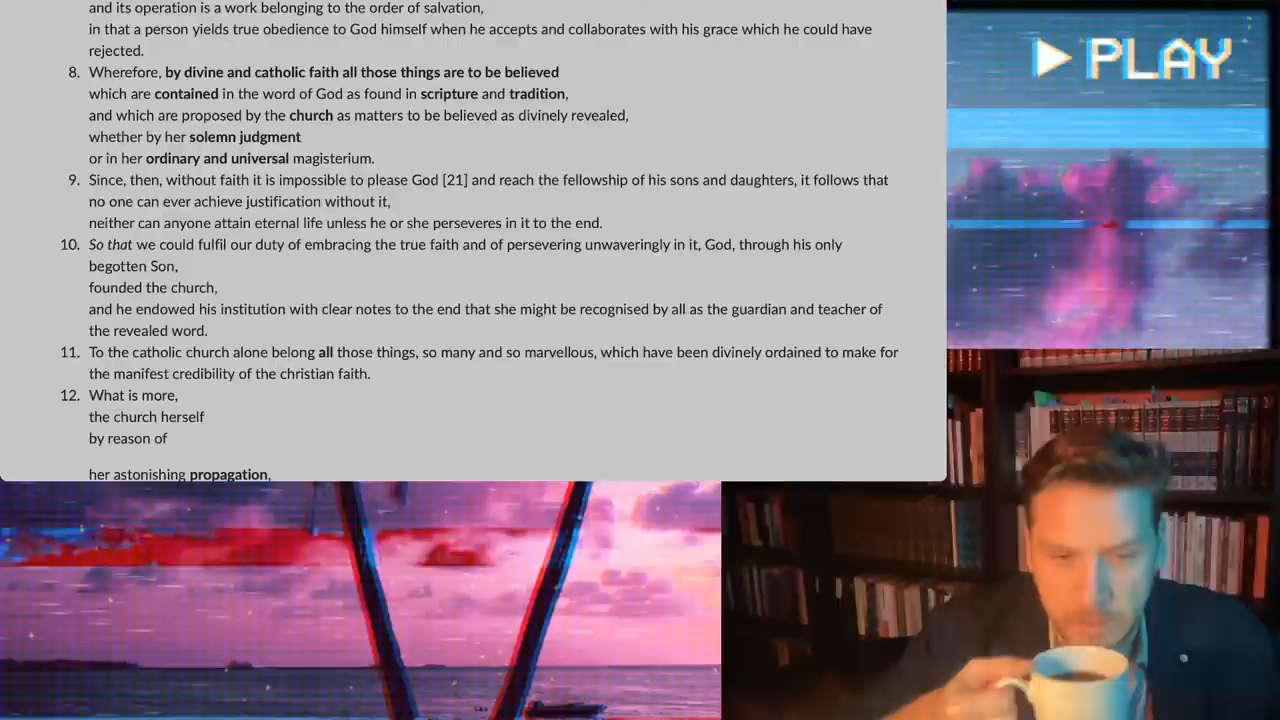 and its operation is a work belonging to the order of salvation,
in that a person yields true obedience to God himself when he accepts and collaborates with his grace which he could have
rejected.
8. Wherefore, by divine and catholic faith all those things are to be believed
which are contained in the word of God as found in scripture and tradition,
and which are proposed by the church as matters to be believed as divinely revealed,
whether by her solemn judgment
or in her ordinary and universal magisterium.
9. Since, then, without faith it is impossible to please God [21] and reach the fellowship of his sons and daughters, it follows that
no one can ever achieve justification without it,
neither can anyone attain eternal life unless he or she perseveres in it to the end.
10. So that we could fulfil our duty of embracing the true faith and of persevering unwaveringly in it, God, through his only
begotten Son,
founded the church,
and he endowed his institution with clear notes to the end that she might be recognised by all as the guardian and teacher of
the revealed word.
11. To the catholic church alone belong all those things, so many and so marvellous, which have been divinely ordained to make for
the manifest credibility of the christian faith.
12. What is more,
the church herself
by reason of
her astonishing propagation,
PLAY